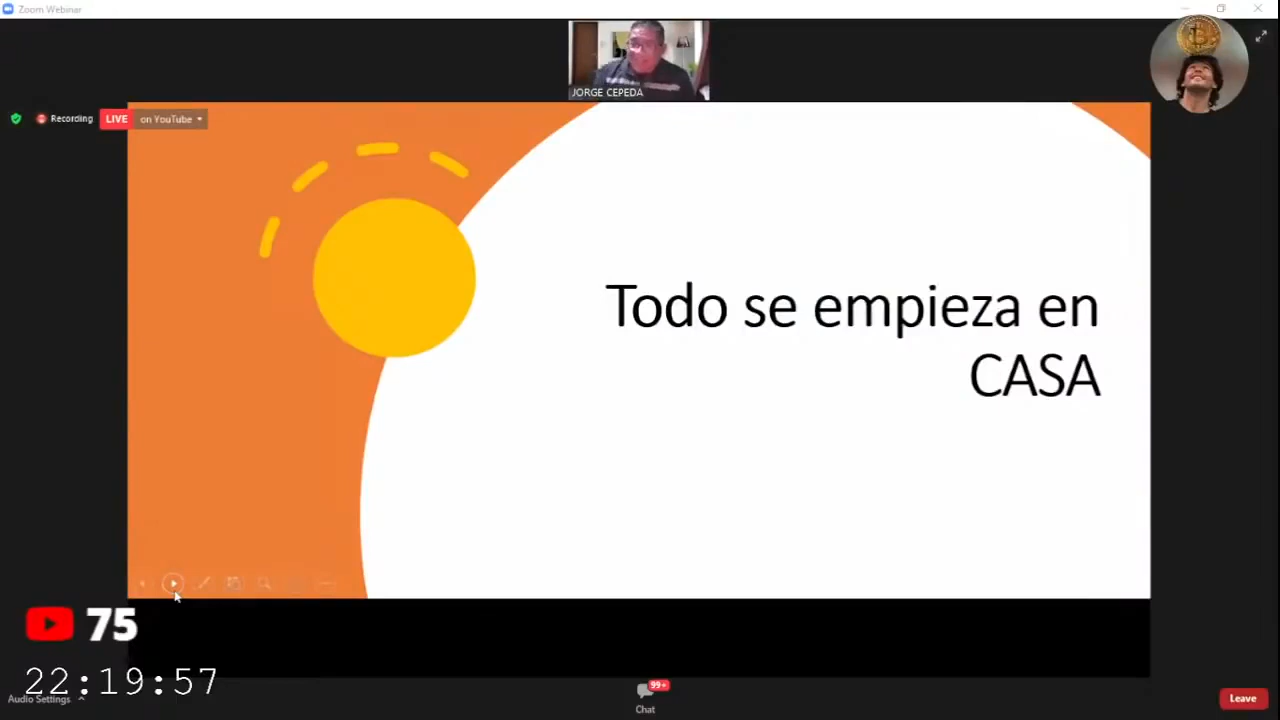 Zoom Webinar
JORGE CEPEDA
Recording
LIVE on YouTube
Todo se empieza en
CASA
75
22:19:57
Audio Settings
99+
Chat
Leave